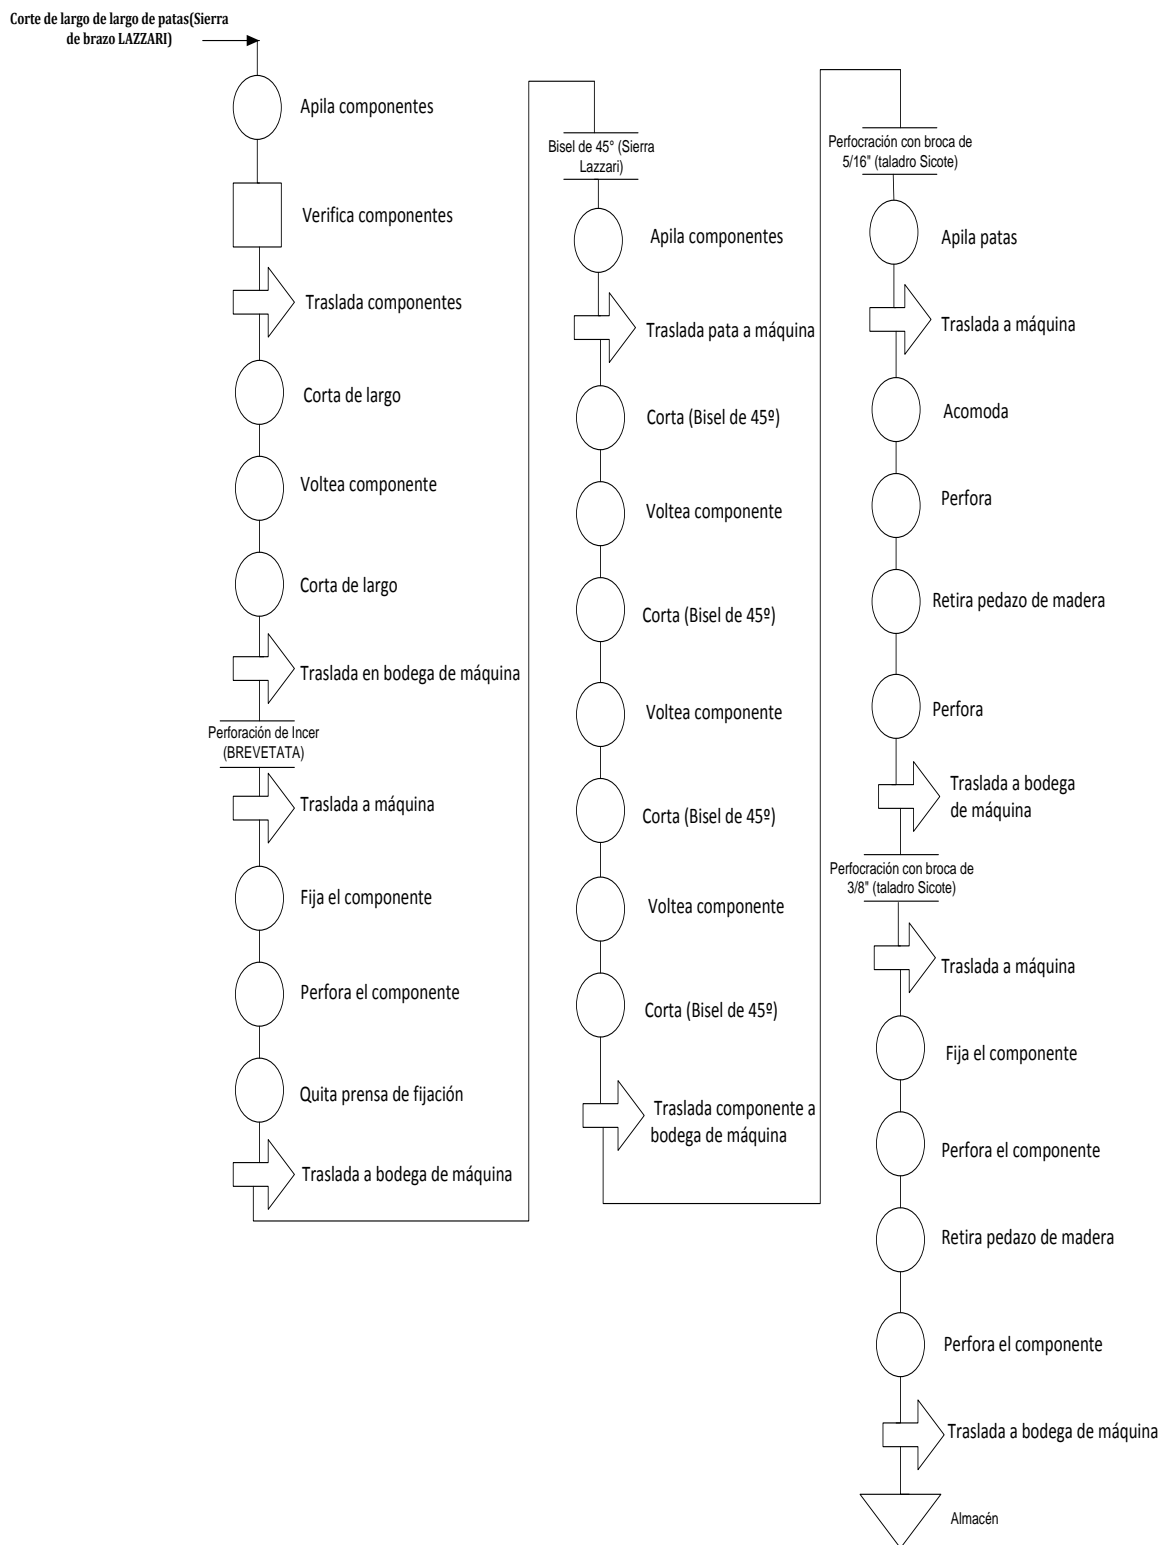 Corte de largo de largo de patas(Sierra
de brazo LAZZARI)
Apila componentes
Verifica componentes
Traslada componentes
Corta de largo
Voltea componente
Corta de largo
Traslada en bodega de máquina
Perforación de Incer
(BREVETATA)
Traslada a máquina
Fija el componente
Perfora el componente
Quita prensa de fijación
Traslada a bodega de máquina
Bisel de 45° (Sierra
Lazzari)
Apila componentes
Traslada pata a máquina
Corta (Bisel de 45º)
Voltea componente
Corta (Bisel de 45º)
Voltea componente
Corta (Bisel de 45º)
Voltea componente
Corta (Bisel de 45º)
Traslada componente a
bodega de máquina
Perfocración con broca de
5/16" (taladro Sicote)
Apila patas
Traslada a máquina
Acomoda
Perfora
Retira pedazo de madera
Perfora
Traslada a bodega
de máquina
Perfocración con broca de
3/8" (taladro Sicote)
Traslada a máquina
Fija el componente
Perfora el componente
Retira pedazo de madera
Perfora el componente
Traslada a bodega de máquina
Almacén